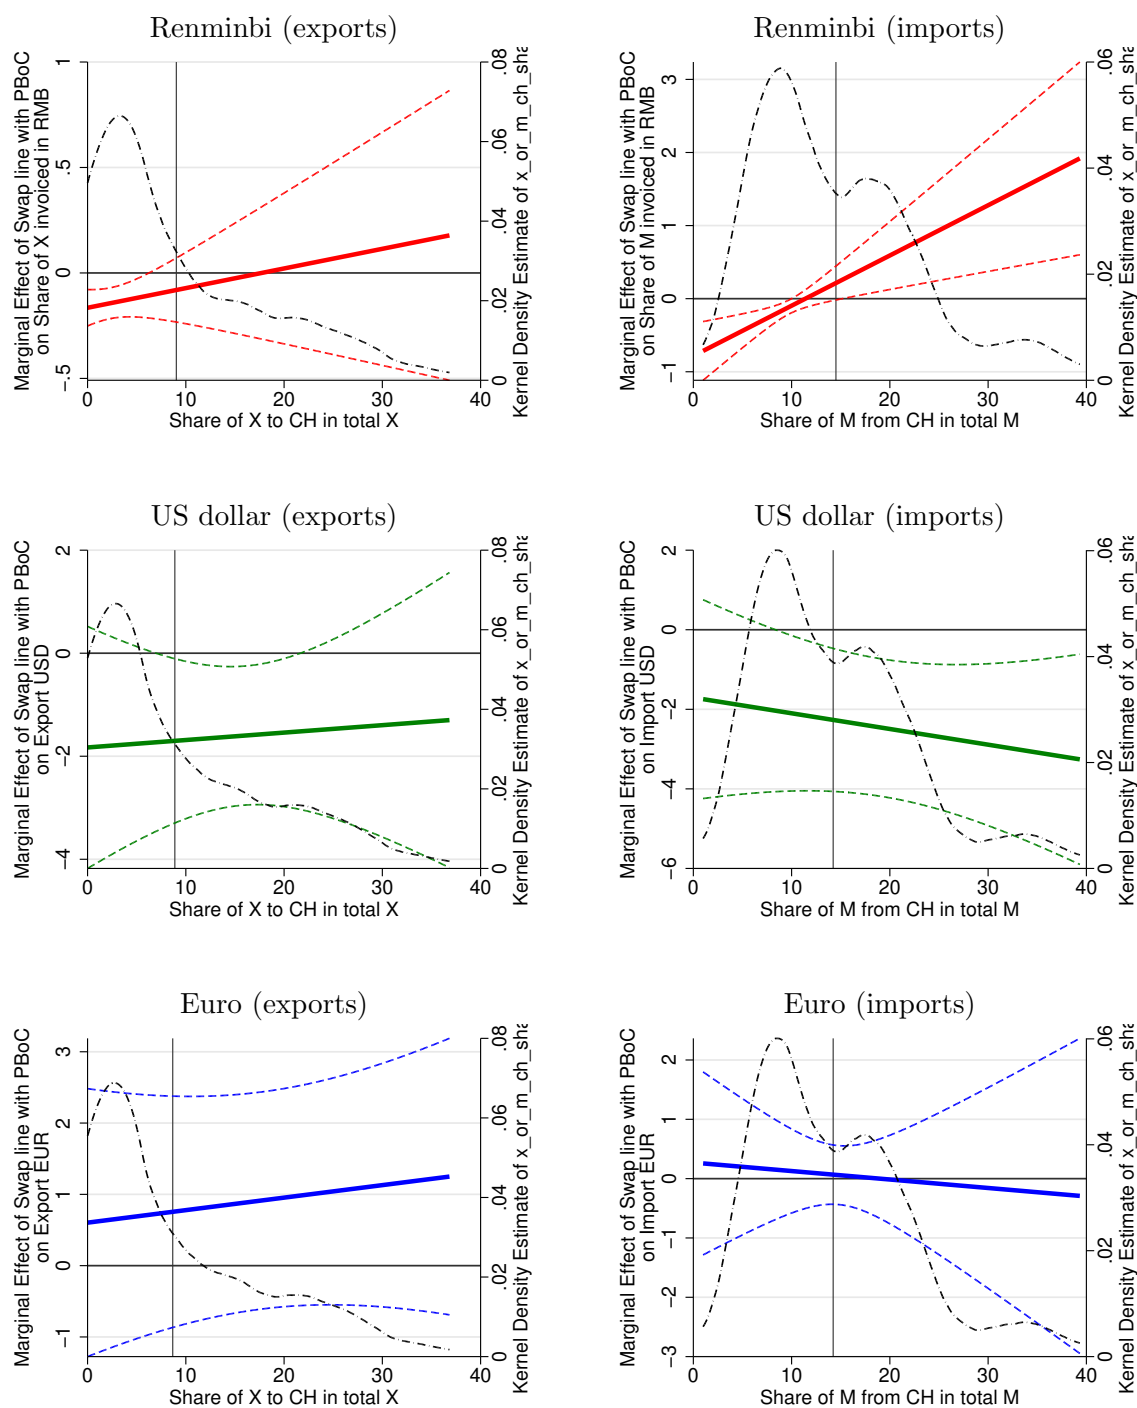 Renminbi (exports)
Marginal Effect of Swap line with PBoC
on Share of X invoiced in RMB
1
.5
0
-.5
.08
.06
.04
.02
0
Kernel Density Estimate of x_or_m_ch_sha
0 10 20 30 40
Share of X to CH in total X
Renminbi (imports)
Marginal Effect of Swap line with PBoC
on Share of M invoiced in RMB
3
2
1
0
-1
.06
.04
.02
0
Kernel Density Estimate of x_or_m_ch_sha
0 10 20 30 40
Share of M from CH in total M
US dollar (exports)
Marginal Effect of Swap line with PBoC
on Export USD
2
0
-2
-4
.08
.06
.04
.02
0
Kernel Density Estimate of x_or_m_ch_sha
0 10 20 30 40
Share of X to CH in total X
US dollar (imports)
Marginal Effect of Swap line with PBoC
on Import USD
2
0
-2
-4
-6
.06
.04
.02
0
Kernel Density Estimate of x_or_m_ch_sha
0 10 20 30 40
Share of M from CH in total M
Euro (exports)
Marginal Effect of Swap line with PBoC
on Export EUR
3
2
1
0
-1
.08
.06
.04
.02
0
Kernel Density Estimate of x_or_m_ch_sha
0 10 20 30 40
Share of X to CH in total X
Euro (imports)
Marginal Effect of Swap line with PBoC
on Import EUR
2
1
0
-1
-2
-3
.06
.04
.02
0
Kernel Density Estimate of x_or_m_ch_sha
0 10 20 30 40
Share of M from CH in total M